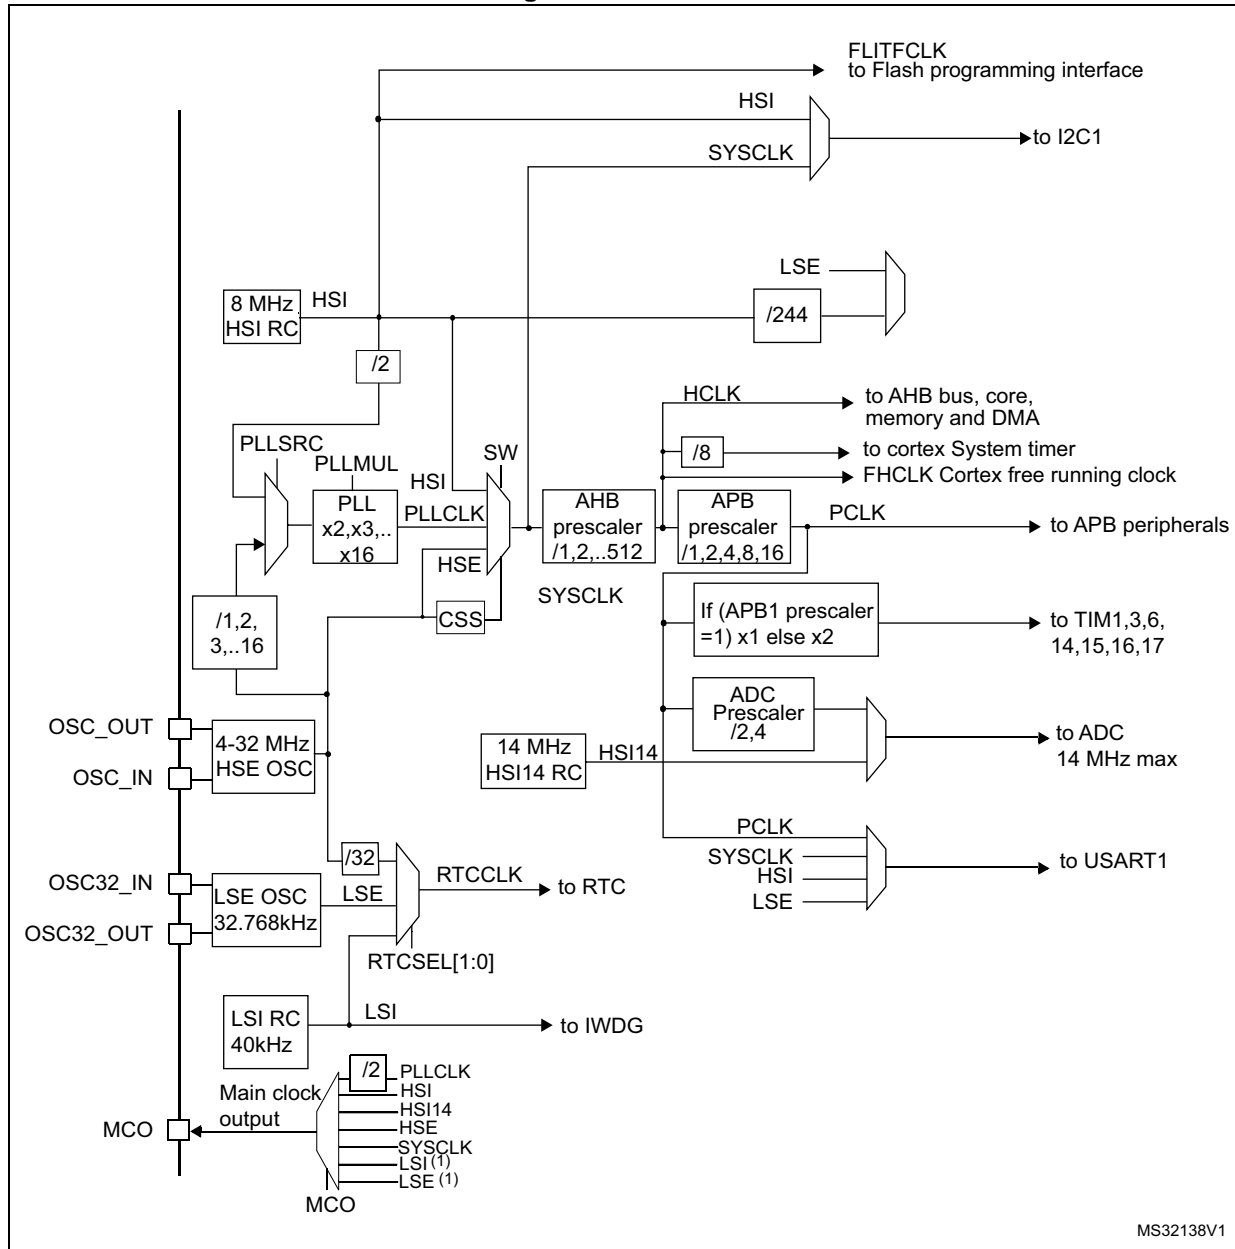 FLITFCLK
to Flash programming interface
HSI
to I2C1
SYSCLK
LSE
8 MHz
HSI RC
HSI
/244
/2
HCLK
to AHB bus, core,
memory and DMA
PLLSRC
SW
/8
to cortex System timer
PLLMUL
HSI
FHCLK Cortex free running clock
PLL
x2,x3,..
x16
PLLCLK
AHB
prescaler
/1,2,..512
APB
prescaler
/1,2,4,8,16
PCLK
to APB peripherals
HSE
SYSCLK
/1,2,
3,..16
CSS
If (APB1 prescaler
=1) x1 else x2
to TIM1,3,6,
14,15,16,17
OSC_OUT
OSC_IN
4-32 MHz
HSE OSC
14 MHz
HSI14 RC
HSI14
ADC
Prescaler
/2,4
to ADC
14 MHz max
PCLK
SYSCLK
HSI
LSE
to USART1
/32
OSC32_IN
OSC32_OUT
LSE OSC
32.768kHz
LSE
RTCCLK
to RTC
RTCSEL[1:0]
LSI RC
40kHz
LSI
to IWDG
/2
PLLCLK
HSI
HSI14
HSE
SYSCLK
LSI (1)
LSE (1)
Main clock
output
MCO
MCO
MS32138V1